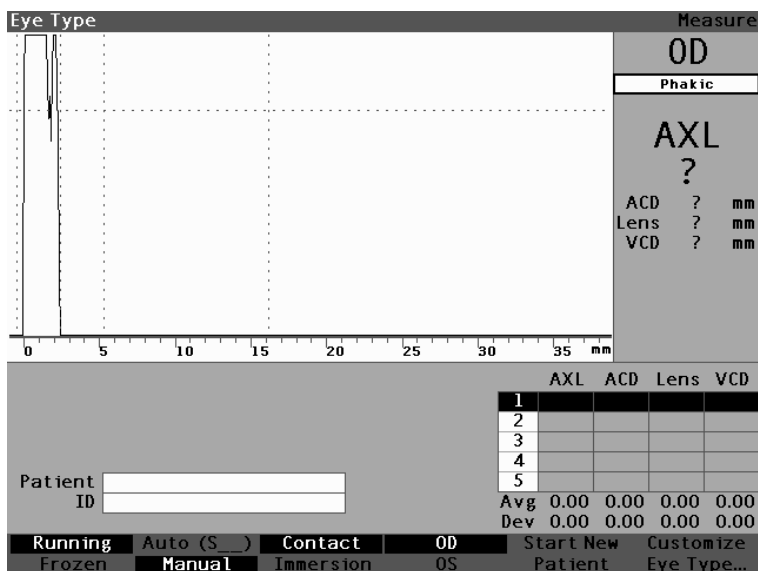 Eye Type Measure
OD
Phakic
AXL
?
ACD ? mm
Lens ? mm
VCD ? mm
0 5 10 15 20 25 30 35 mm
AXL ACD Lens VCD
1
2
3
4
5
Patient
ID
Avg 0.00 0.00 0.00 0.00
Dev 0.00 0.00 0.00 0.00
Running Auto (S__) Contact OD Start New Customize
Frozen Manual Immersion OS Patient Eye Type...